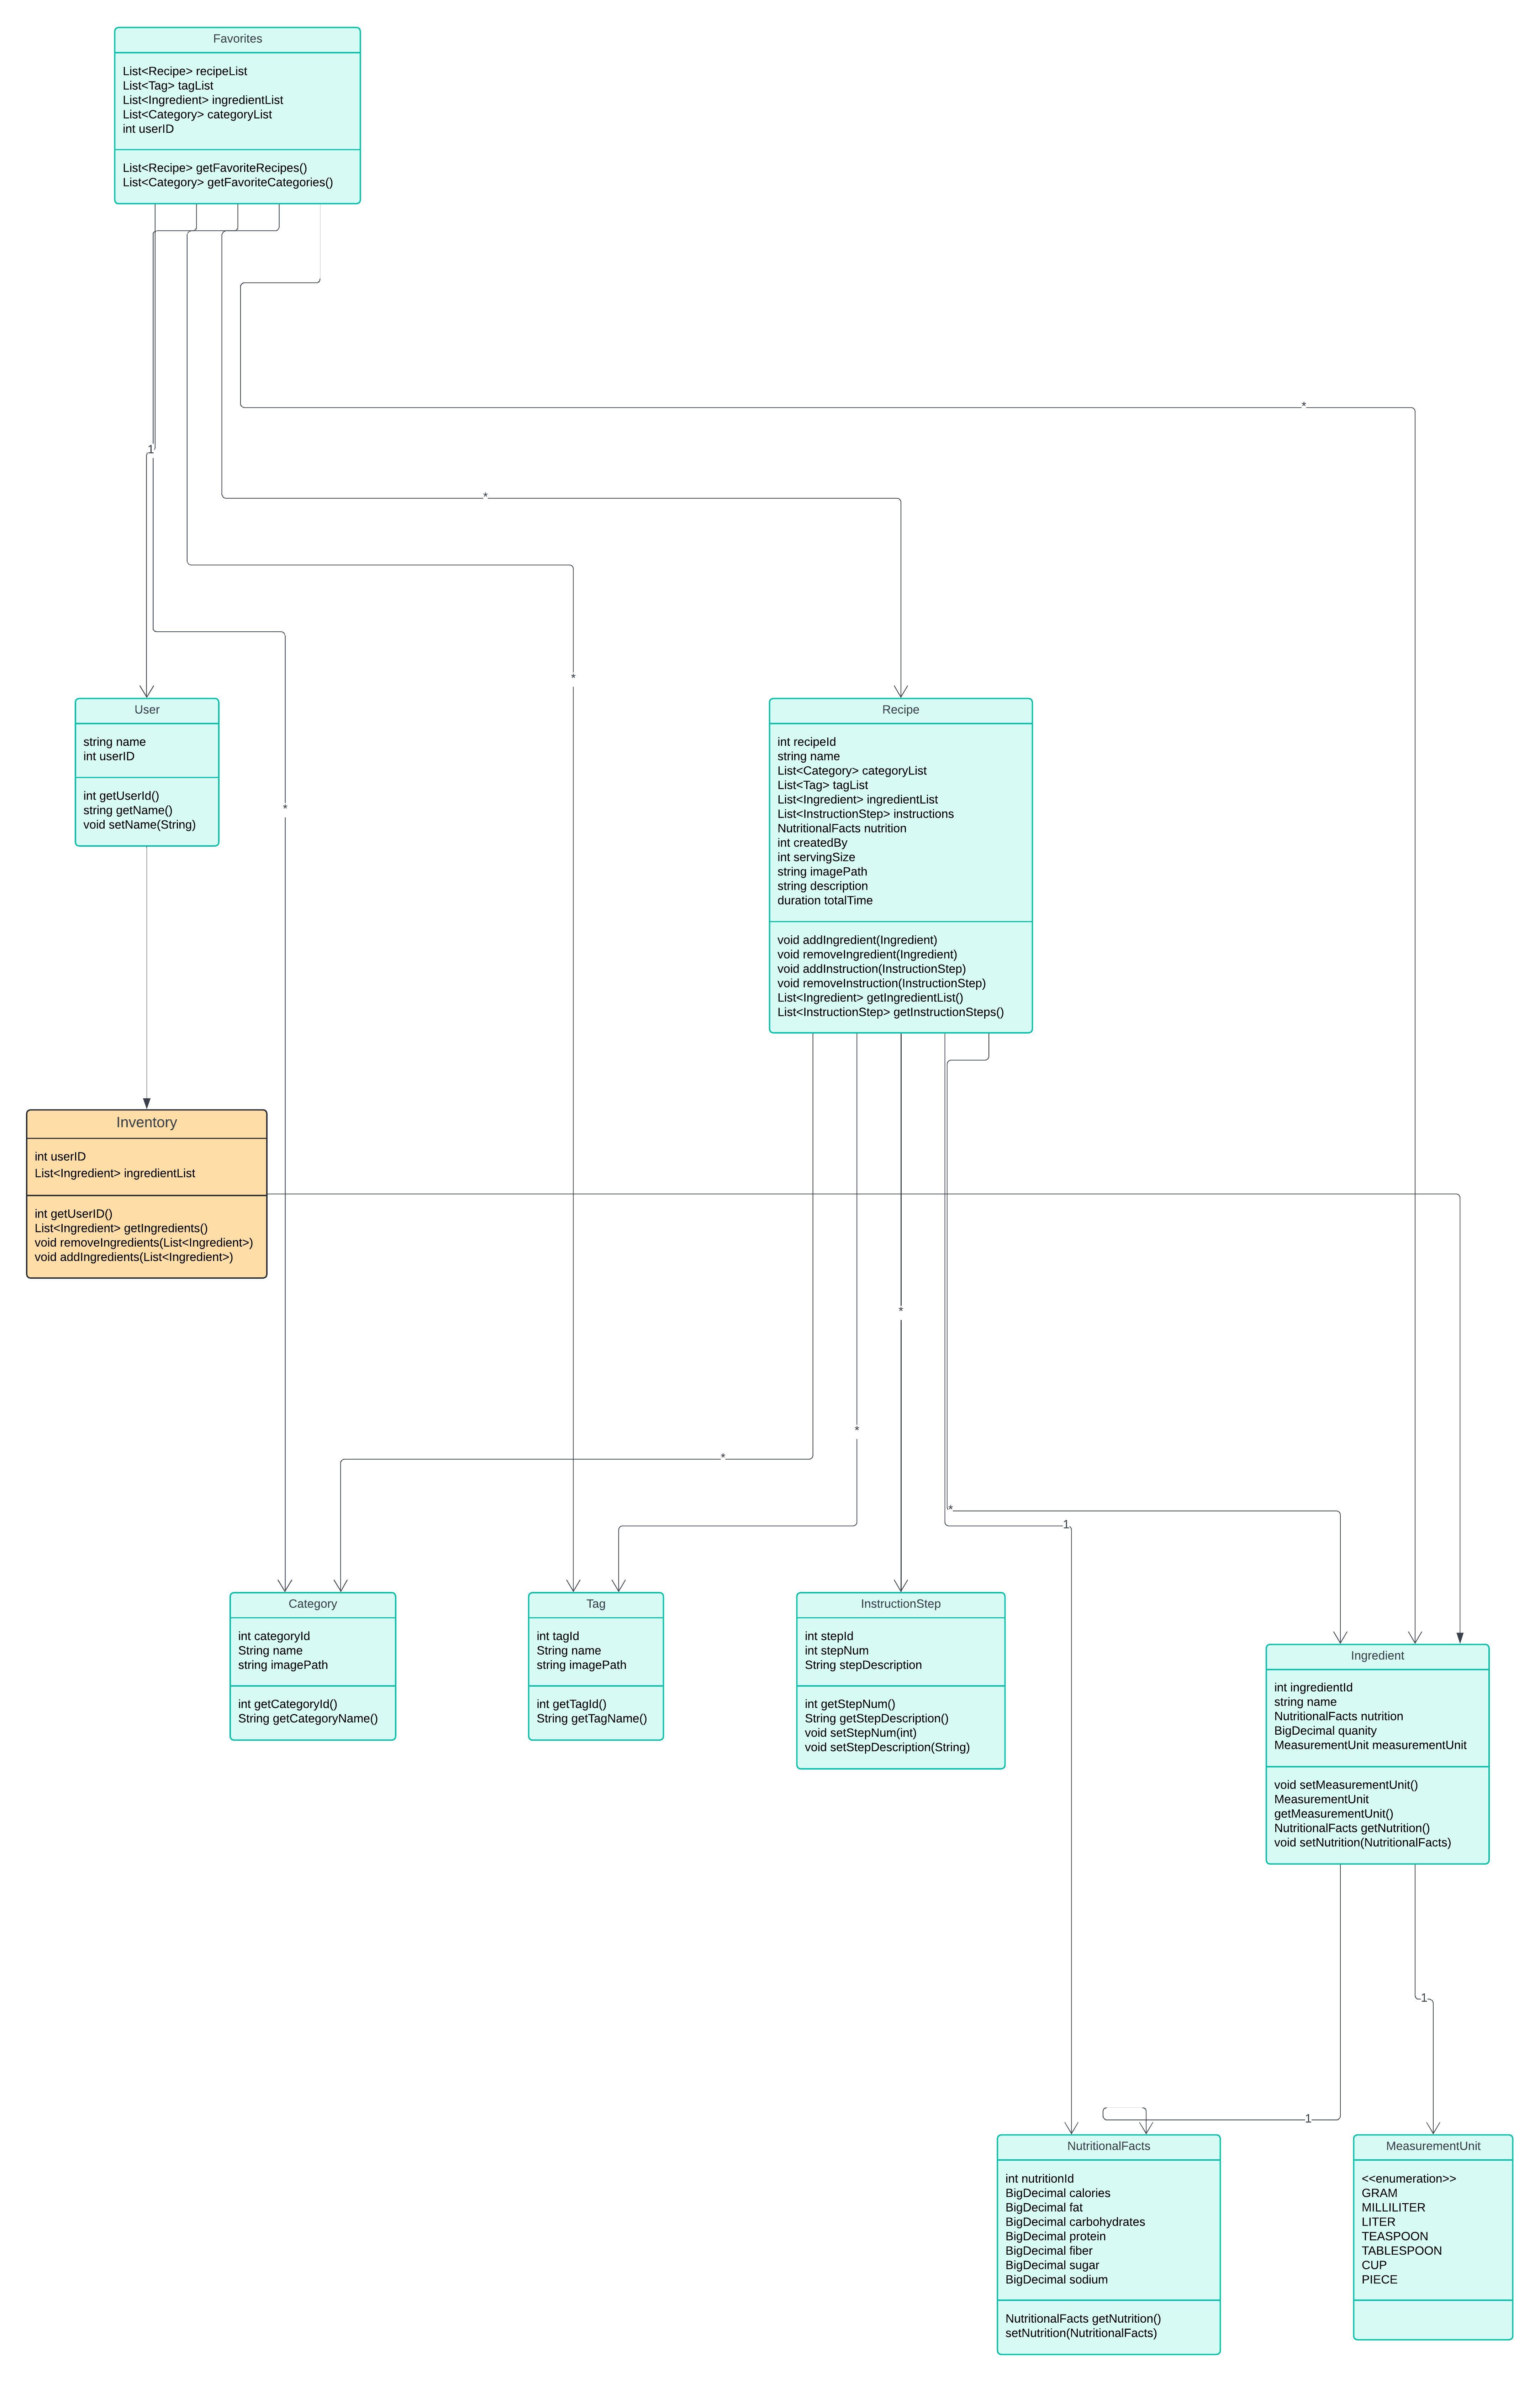 Favorites
List<Recipe> recipeList
List<Tag> tagList
List<Ingredient> ingredientList
List<Category> categoryList
int userID
List<Recipe> getFavoriteRecipes()
List<Category> getFavoriteCategories()
*
1
*
*
User
string name
int userID
int getUserId()
string getName()
void setName(String)
*
Recipe
int recipeId
string name
List<Category> categoryList
List<Tag> tagList
List<Ingredient> ingredientList
List<InstructionStep> instructions
NutritionalFacts nutrition
int createdBy
int servingSize
string imagePath
string description
duration totalTime
void addIngredient(Ingredient)
void removeIngredient(Ingredient)
void addInstruction(InstructionStep)
void removeInstruction(InstructionStep)
List<Ingredient> getIngredientList()
List<InstructionStep> getInstructionSteps()
Inventory
int userID
List<Ingredient> ingredientList
int getUserID()
List<Ingredient> getIngredients()
void removeIngredients(List<Ingredient>)
void addIngredients(List<Ingredient>)
*
*
*
*
1
Category
int categoryId
String name
string imagePath
int getCategoryId()
String getCategoryName()
Tag
int tagId
String name
string imagePath
int getTagId()
String getTagName()
InstructionStep
int stepId
int stepNum
String stepDescription
int getStepNum()
String getStepDescription()
void setStepNum(int)
void setStepDescription(String)
Ingredient
int ingredientId
string name
NutritionalFacts nutrition
BigDecimal quanity
MeasurementUnit measurementUnit
void setMeasurementUnit()
MeasurementUnit
getMeasurementUnit()
NutritionalFacts getNutrition()
void setNutrition(NutritionalFacts)
1
1
NutritionalFacts
int nutritionId
BigDecimal calories
BigDecimal fat
BigDecimal carbohydrates
BigDecimal protein
BigDecimal fiber
BigDecimal sugar
BigDecimal sodium
NutritionalFacts getNutrition()
setNutrition(NutritionalFacts)
MeasurementUnit
<<enumeration>>
GRAM
MILLILITER
LITER
TEASPOON
TABLESPOON
CUP
PIECE